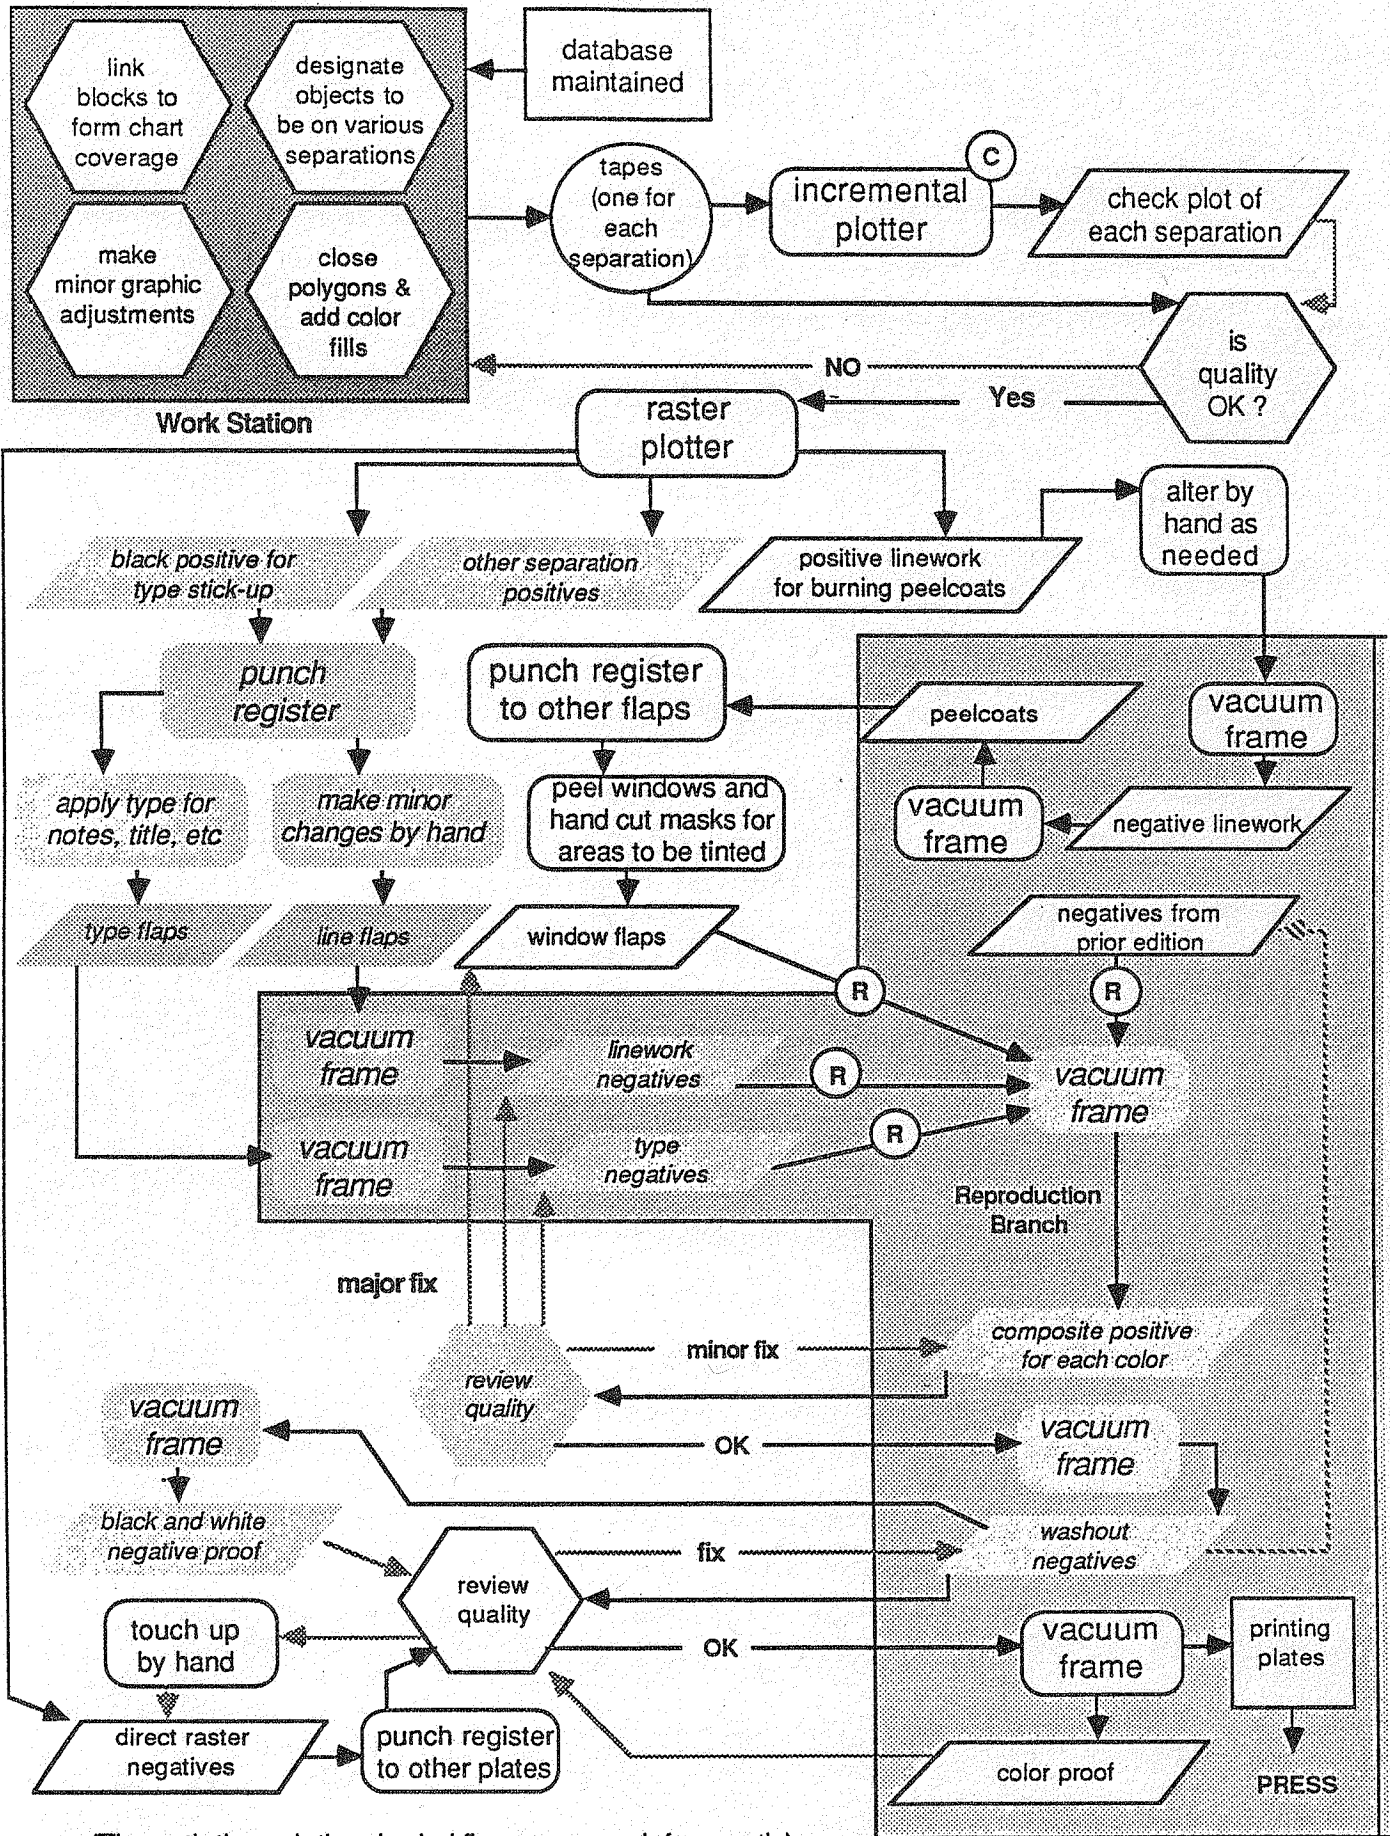 link
blocks to
form chart
coverage
designate
objects to
be on various
separations
database
maintained
make
minor graphic
adjustments
close
polygons &
add color
fills
Work Station
tapes
(one for
each
separation)
C
incremental
plotter
check plot of
each separation
is
quality
OK ?
NO
Yes
raster
plotter
alter by
hand as
needed
black positive for
type stick-up
other separation
positives
positive linework
for burning peelcoats
punch
register
punch register
to other flaps
peelcoats
vacuum
frame
apply type for
notes, title, etc
make minor
changes by hand
peel windows and
hand cut masks for
areas to be tinted
vacuum
frame
negative linework
type flaps
line flaps
window flaps
negatives from
prior edition
R
R
vacuum
frame
linework
negatives
R
vacuum
frame
vacuum
frame
type
negatives
R
Reproduction
Branch
major fix
minor fix
composite positive
for each color
review
quality
vacuum
frame
OK
vacuum
frame
black and white
negative proof
fix
washout
negatives
review
quality
touch up
by hand
OK
vacuum
frame
printing
plates
direct raster
negatives
punch register
to other plates
color proof
PRESS